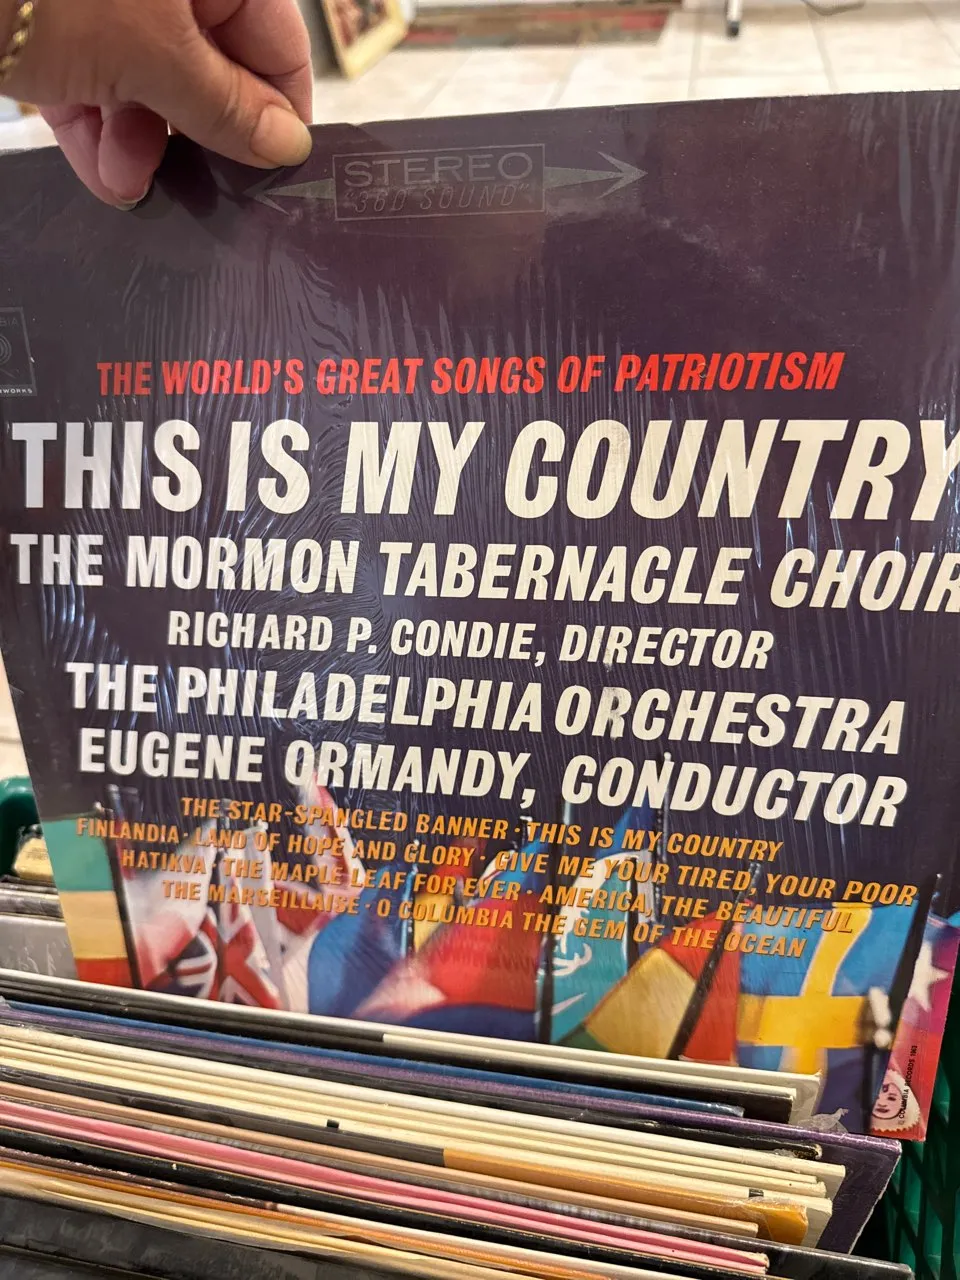 STEREO
"360 SOUND"
THE WORLD'S GREAT SONGS OF PATRIOTISM
THIS IS MY COUNTRY
THE MORMON TABERNACLE CHOIR
RICHARD P. CONDIE, DIRECTOR
THE PHILADELPHIA ORCHESTRA
EUGENE ORMANDY, CONDUCTOR
THE STAR-SPANGLED BANNER · THIS IS MY COUNTRY
FINLANDIA · LAND OF HOPE AND GLORY · GIVE ME YOUR TIRED, YOUR POOR
HATIKVA · THE MAPLE LEAF FOR EVER · AMERICA, THE BEAUTIFUL
THE MARSEILLAISE · O COLUMBIA THE GEM OF THE OCEAN
COLUMBIA RECORDS 1963